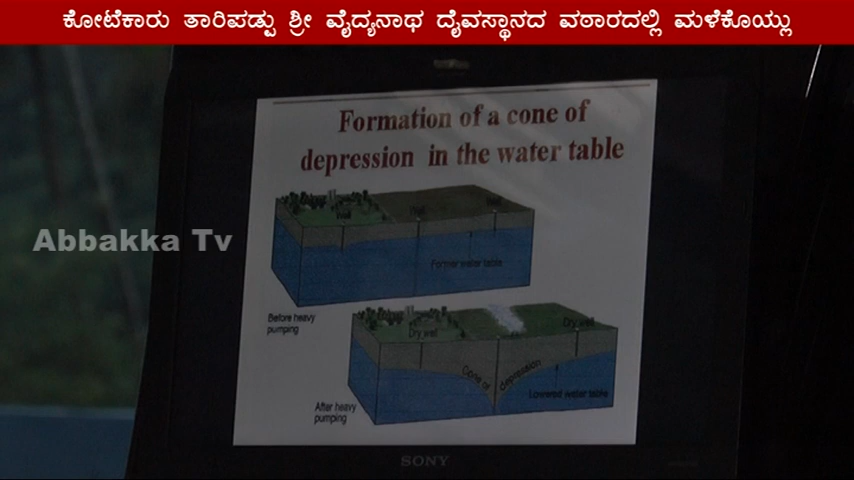 ಕೋಟೆಕಾರು ತಾರಿಪಡ್ಪು ಶ್ರೀ ವೈದ್ಯನಾಥ ದೈವಸ್ಥಾನದ ವಠಾರದಲ್ಲಿ ಮಳೆಕೊಯ್ಲು
Formation of a cone of
depression in the water table
Abbakka Tv
Well
Former water table
Before heavy
pumping
Dry well
Dry well
Cone of depression
Lowered water table
After heavy
pumping
SONY